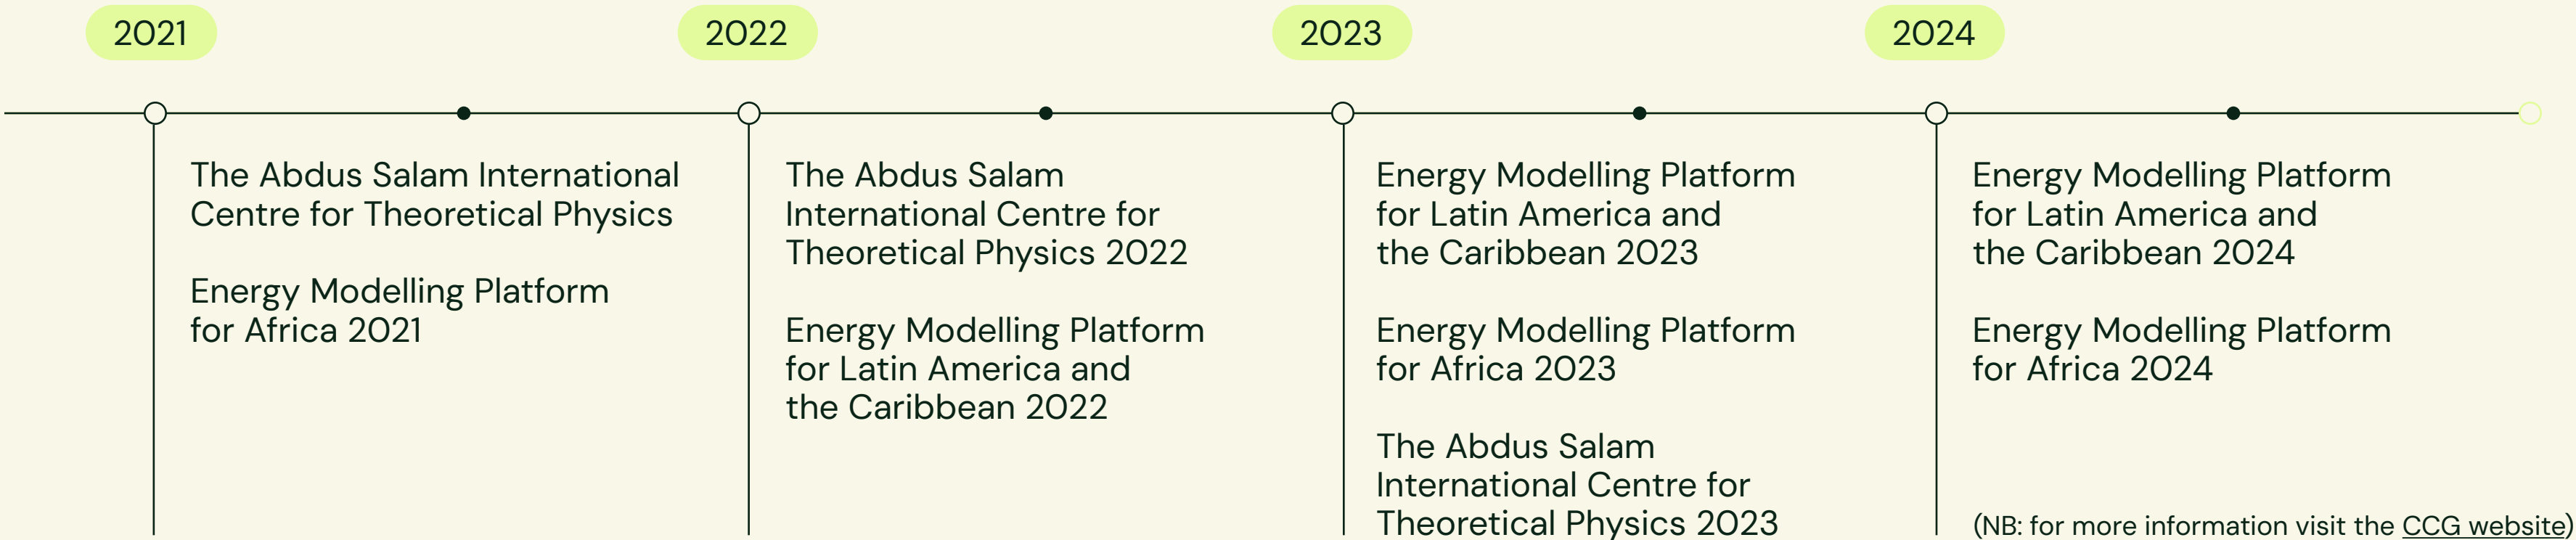 2021
The Abdus Salam International
Centre for Theoretical Physics
Energy Modelling Platform
for Africa 2021
2022
The Abdus Salam
International Centre for
Theoretical Physics 2022
Energy Modelling Platform
for Latin America and
the Caribbean 2022
2023
Energy Modelling Platform
for Latin America and
the Caribbean 2023
Energy Modelling Platform
for Africa 2023
The Abdus Salam
International Centre for
Theoretical Physics 2023
2024
Energy Modelling Platform
for Latin America and
the Caribbean 2024
Energy Modelling Platform
for Africa 2024
(NB: for more information visit the CCG website)